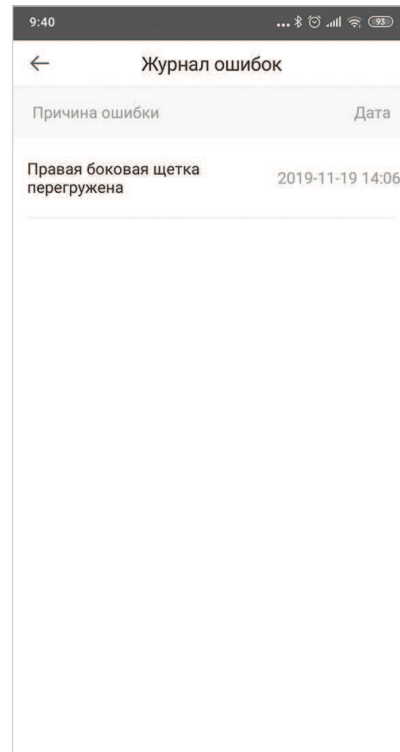 9:40 ... 93
Журнал ошибок
Причина ошибки Дата
Правая боковая щетка
перегружена
2019-11-19 14:06